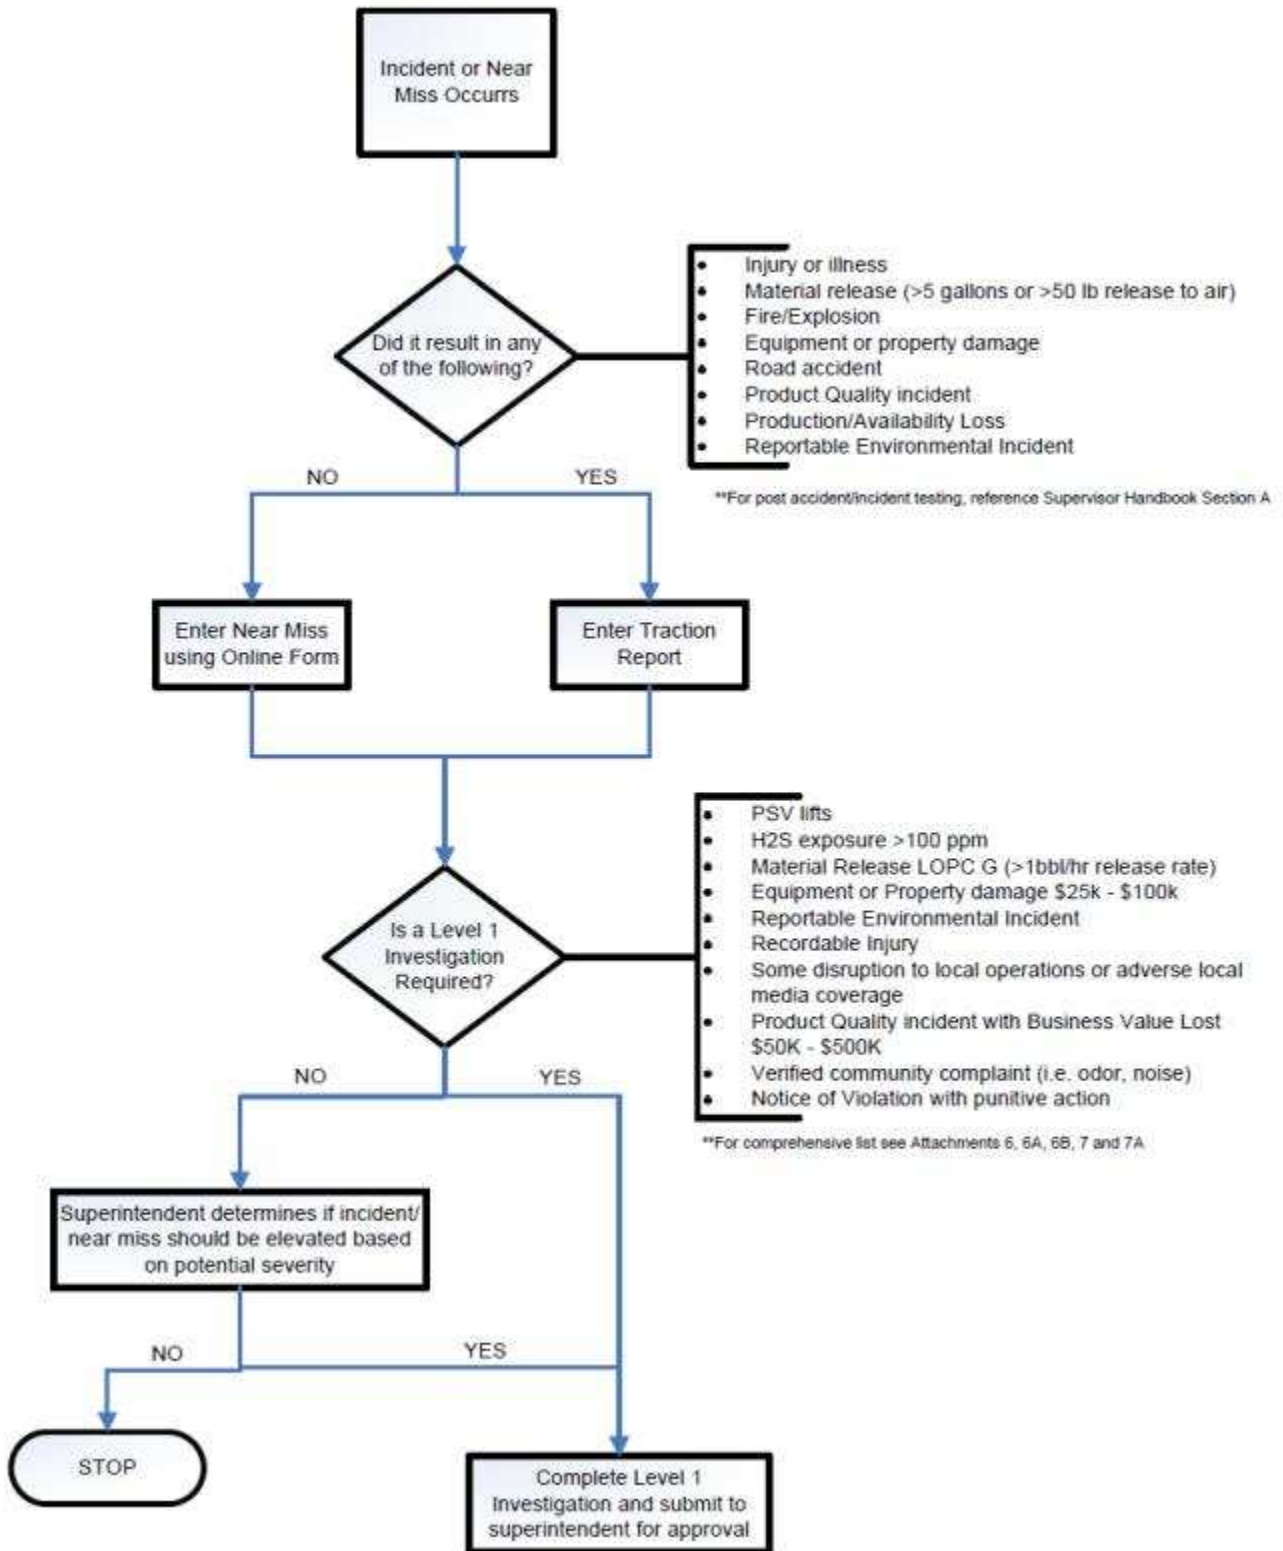 Incident or Near
Miss Occurrs
Did it result in any
of the following?
• Injury or illness
• Material release (>5 gallons or >50 lb release to air)
• Fire/Explosion
• Equipment or property damage
• Road accident
• Product Quality incident
• Production/Availability Loss
• Reportable Environmental Incident
**For post accident/incident testing, reference Supervisor Handbook Section A
NO
YES
Enter Near Miss
using Online Form
Enter Traction
Report
Is a Level 1
Investigation
Required?
• PSV lifts
• H2S exposure >100 ppm
• Material Release LOPC G (>1bbl/hr release rate)
• Equipment or Property damage $25k - $100k
• Reportable Environmental Incident
• Recordable Injury
• Some disruption to local operations or adverse local
media coverage
• Product Quality incident with Business Value Lost
$50K - $500K
• Verified community complaint (i.e. odor, noise)
• Notice of Violation with punitive action
**For comprehensive list see Attachments 6, 6A, 6B, 7 and 7A
NO
YES
Superintendent determines if incident/
near miss should be elevated based
on potential severity
NO
YES
STOP
Complete Level 1
Investigation and submit to
superintendent for approval